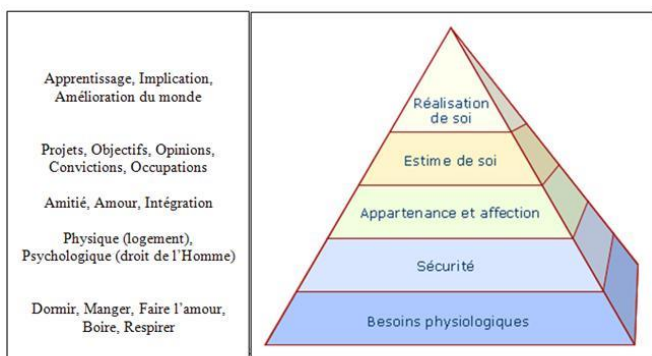 Apprentissage, Implication,
Amélioration du monde
Projets, Objectifs, Opinions,
Convictions, Occupations
Amitié, Amour, Intégration
Physique (logement),
Psychologique (droit de l'Homme)
Dormir, Manger, Faire l'amour,
Boire, Respirer
Réalisation
de soi
Estime de soi
Appartenance et affection
Sécurité
Besoins physiologiques